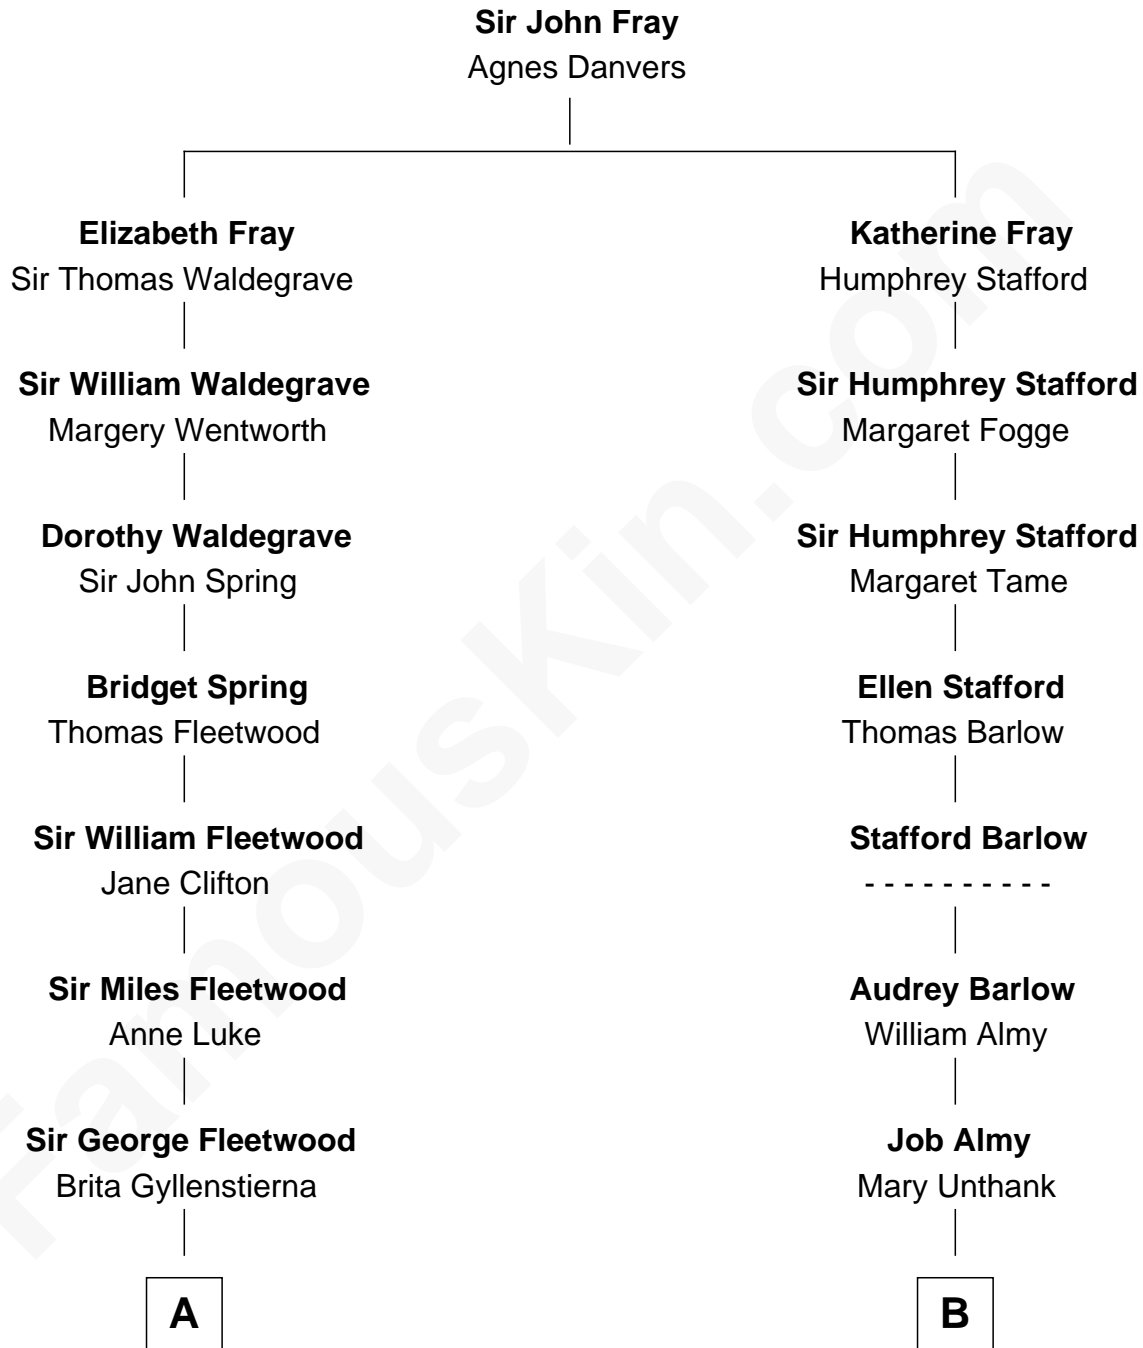 Sir John Fray
Agnes Danvers
Elizabeth Fray
Sir Thomas Waldegrave
Katherine Fray
Humphrey Stafford
Sir William Waldegrave
Margery Wentworth
Sir Humphrey Stafford
Margaret Fogge
Dorothy Waldegrave
Sir John Spring
Sir Humphrey Stafford
Margaret Tame
Bridget Spring
Thomas Fleetwood
Ellen Stafford
Thomas Barlow
Sir William Fleetwood
Jane Clifton
Stafford Barlow
- - - - - - - - - -
Sir Miles Fleetwood
Anne Luke
Audrey Barlow
William Almy
Sir George Fleetwood
Brita Gyllenstierna
Job Almy
Mary Unthank
A
B
FamousKin.com